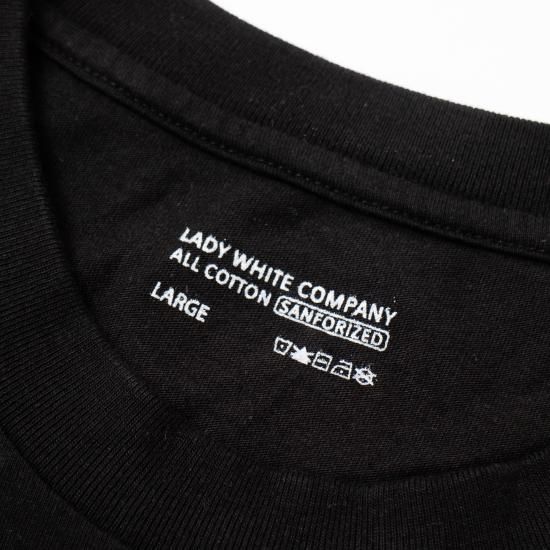 LADY WHITE COMPANY
ALL COTTON SANFORIZED
LARGE